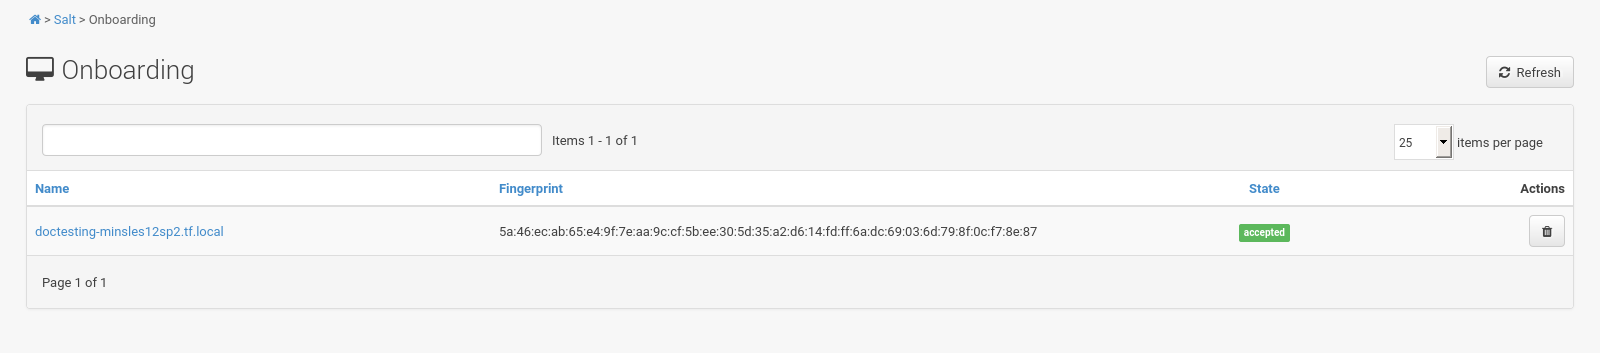 > Salt > Onboarding
Onboarding
Refresh
Items 1 - 1 of 1
25 items per page
Name Fingerprint State Actions
doctesting-minsles12sp2.tf.local 5a:46:ec:ab:65:e4:9f:7e:aa:9c:cf:5b:ee:30:5d:35:a2:d6:14:fd:ff:6a:dc:69:03:6d:79:8f:0c:f7:8e:87 accepted
Page 1 of 1